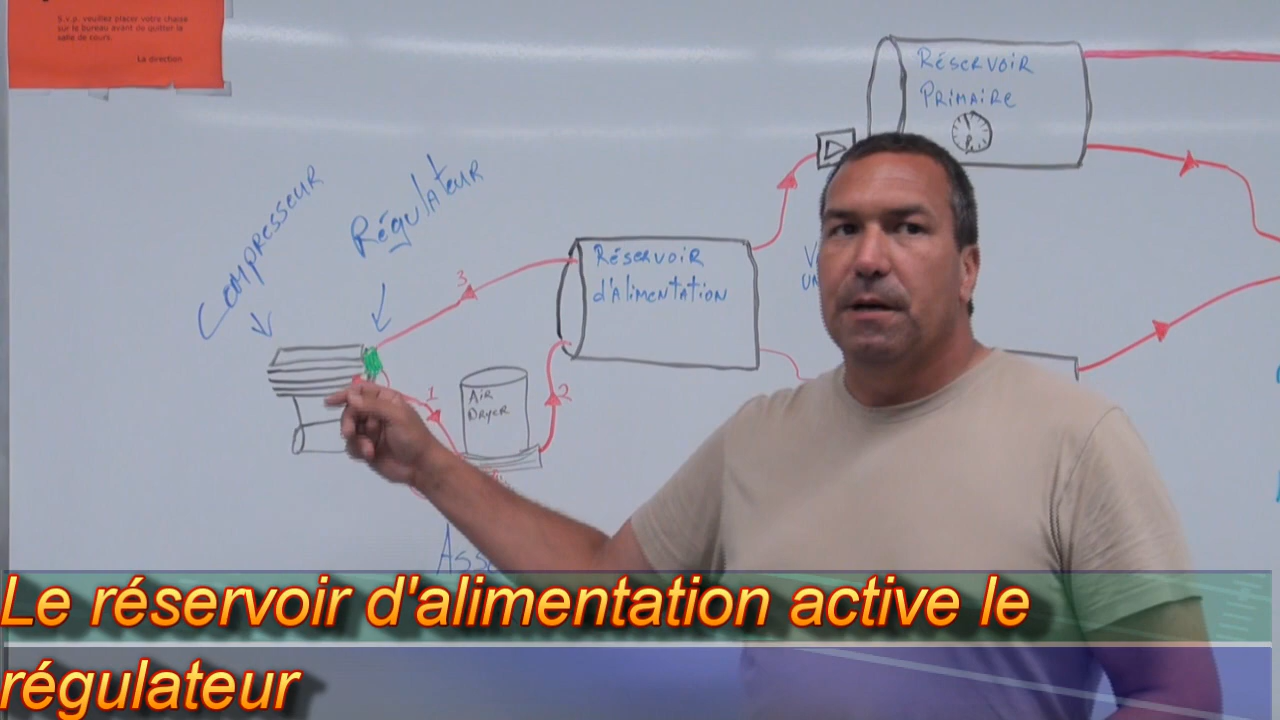 S.v.p. veuillez placer votre chaise
sur le bureau avant de quitter la
salle de cours.
La direction
Réservoir
Primaire
P
Compresseur
Régulateur
3
Réservoir
d'alimentation
1
Air
Dryer
2
Le réservoir d'alimentation active le
régulateur